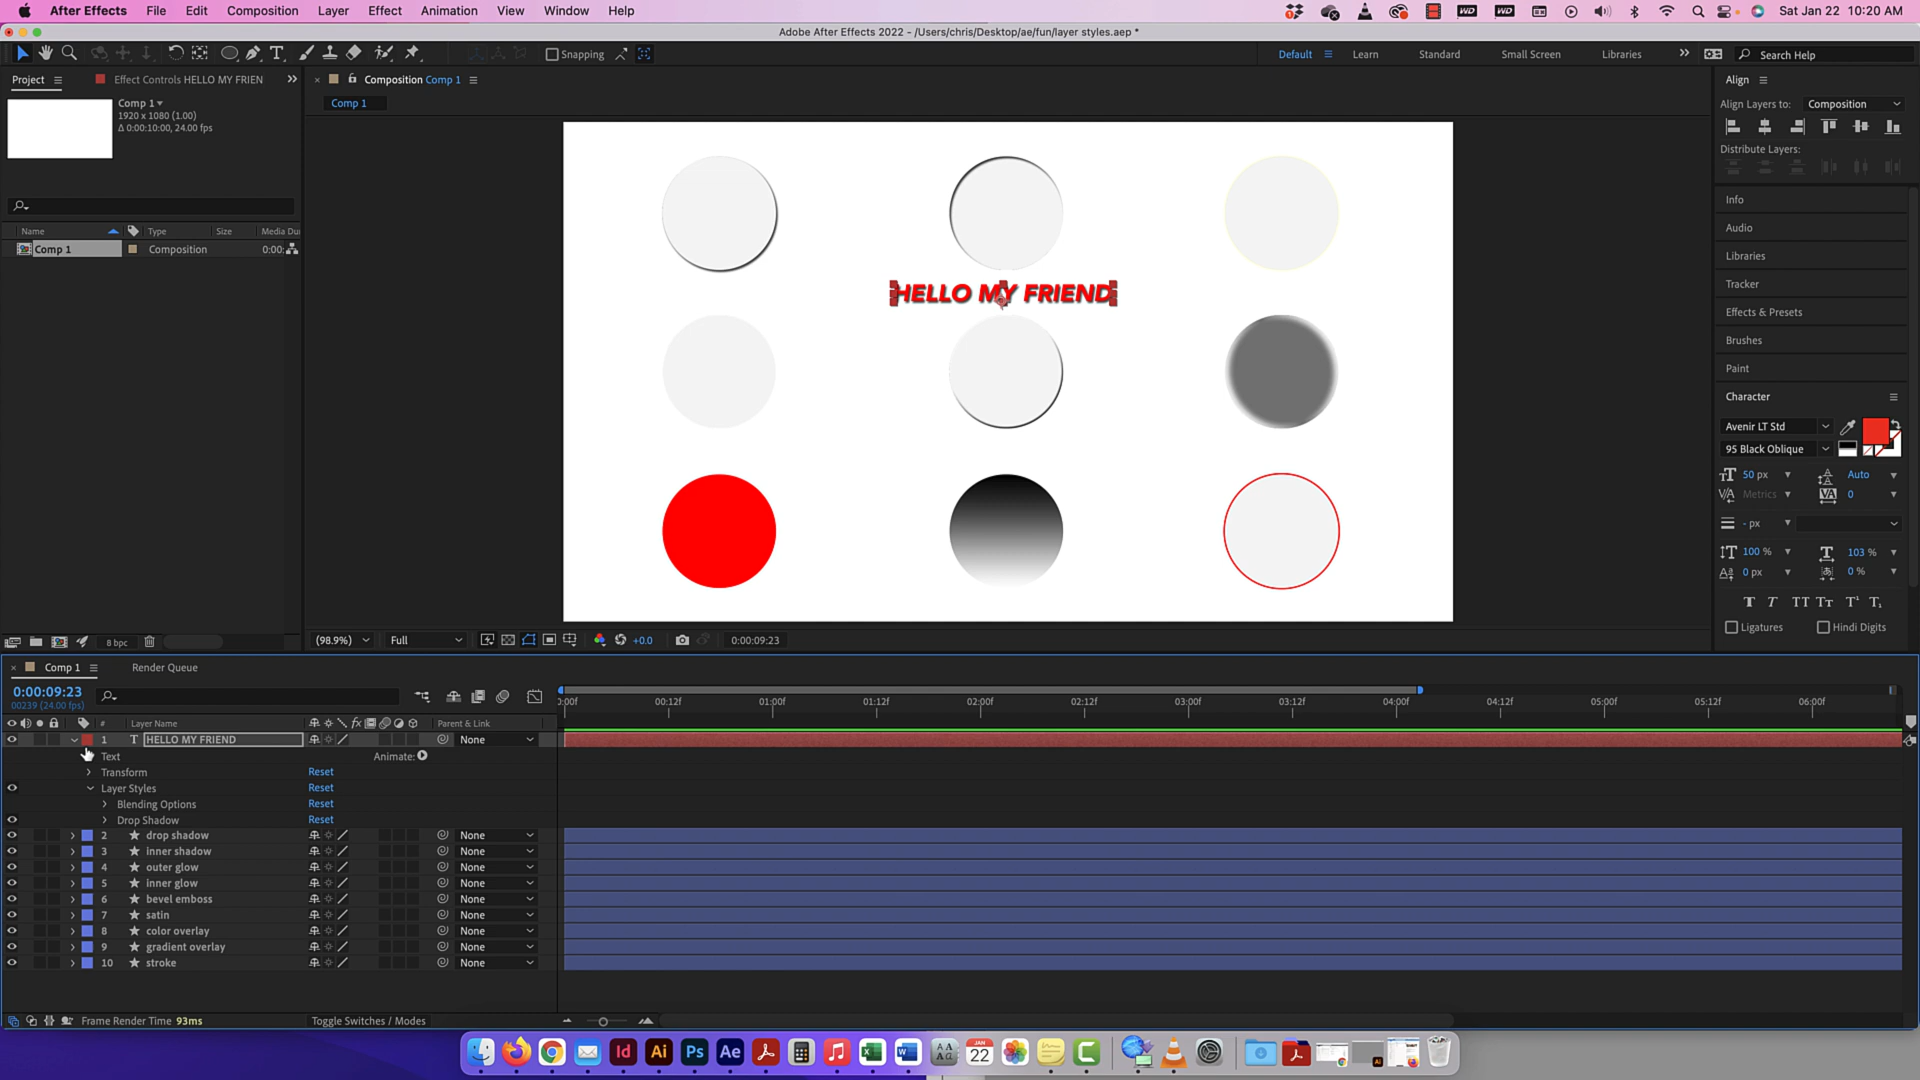 After Effects File Edit Composition Layer Effect Animation View Window Help
Sat Jan 22 10:20 AM
Adobe After Effects 2022 - /Users/chris/Desktop/ae/fun/layer styles.aep *
Snapping
Default Learn Standard Small Screen Libraries
Search Help
Project
Effect Controls HELLO MY FRIEN
Composition Comp 1
Comp 1
Comp 1
1920 x 1080 (1.00)
Δ 0:00:10:00, 24.00 fps
Name Type Size Media Du
Comp 1 Composition 0:00:
8 bpc
HELLO MY FRIEND
(98.9%) Full +0.0 0:00:09:23
Align
Align Layers to: Composition
Distribute Layers:
Info
Audio
Libraries
Tracker
Effects & Presets
Brushes
Paint
Character
Avenir LT Std
95 Black Oblique
50 px Auto
Metrics 0
- px
100 % 103 %
0 px 0 %
Ligatures Hindi Digits
Comp 1 Render Queue
0:00:09:23
00239 (24.00 fps)
:00f 00:12f 01:00f 01:12f 02:00f 02:12f 03:00f 03:12f 04:00f 04:12f 05:00f 05:12f 06:00f
# Layer Name Parent & Link
1 T HELLO MY FRIEND None
Text Animate:
Transform Reset
Layer Styles Reset
Blending Options Reset
Drop Shadow Reset
2 drop shadow None
3 inner shadow None
4 outer glow None
5 inner glow None
6 bevel emboss None
7 satin None
8 color overlay None
9 gradient overlay None
10 stroke None
Frame Render Time 93ms
Toggle Switches / Modes
Id Ai Ps Ae
JAN
22